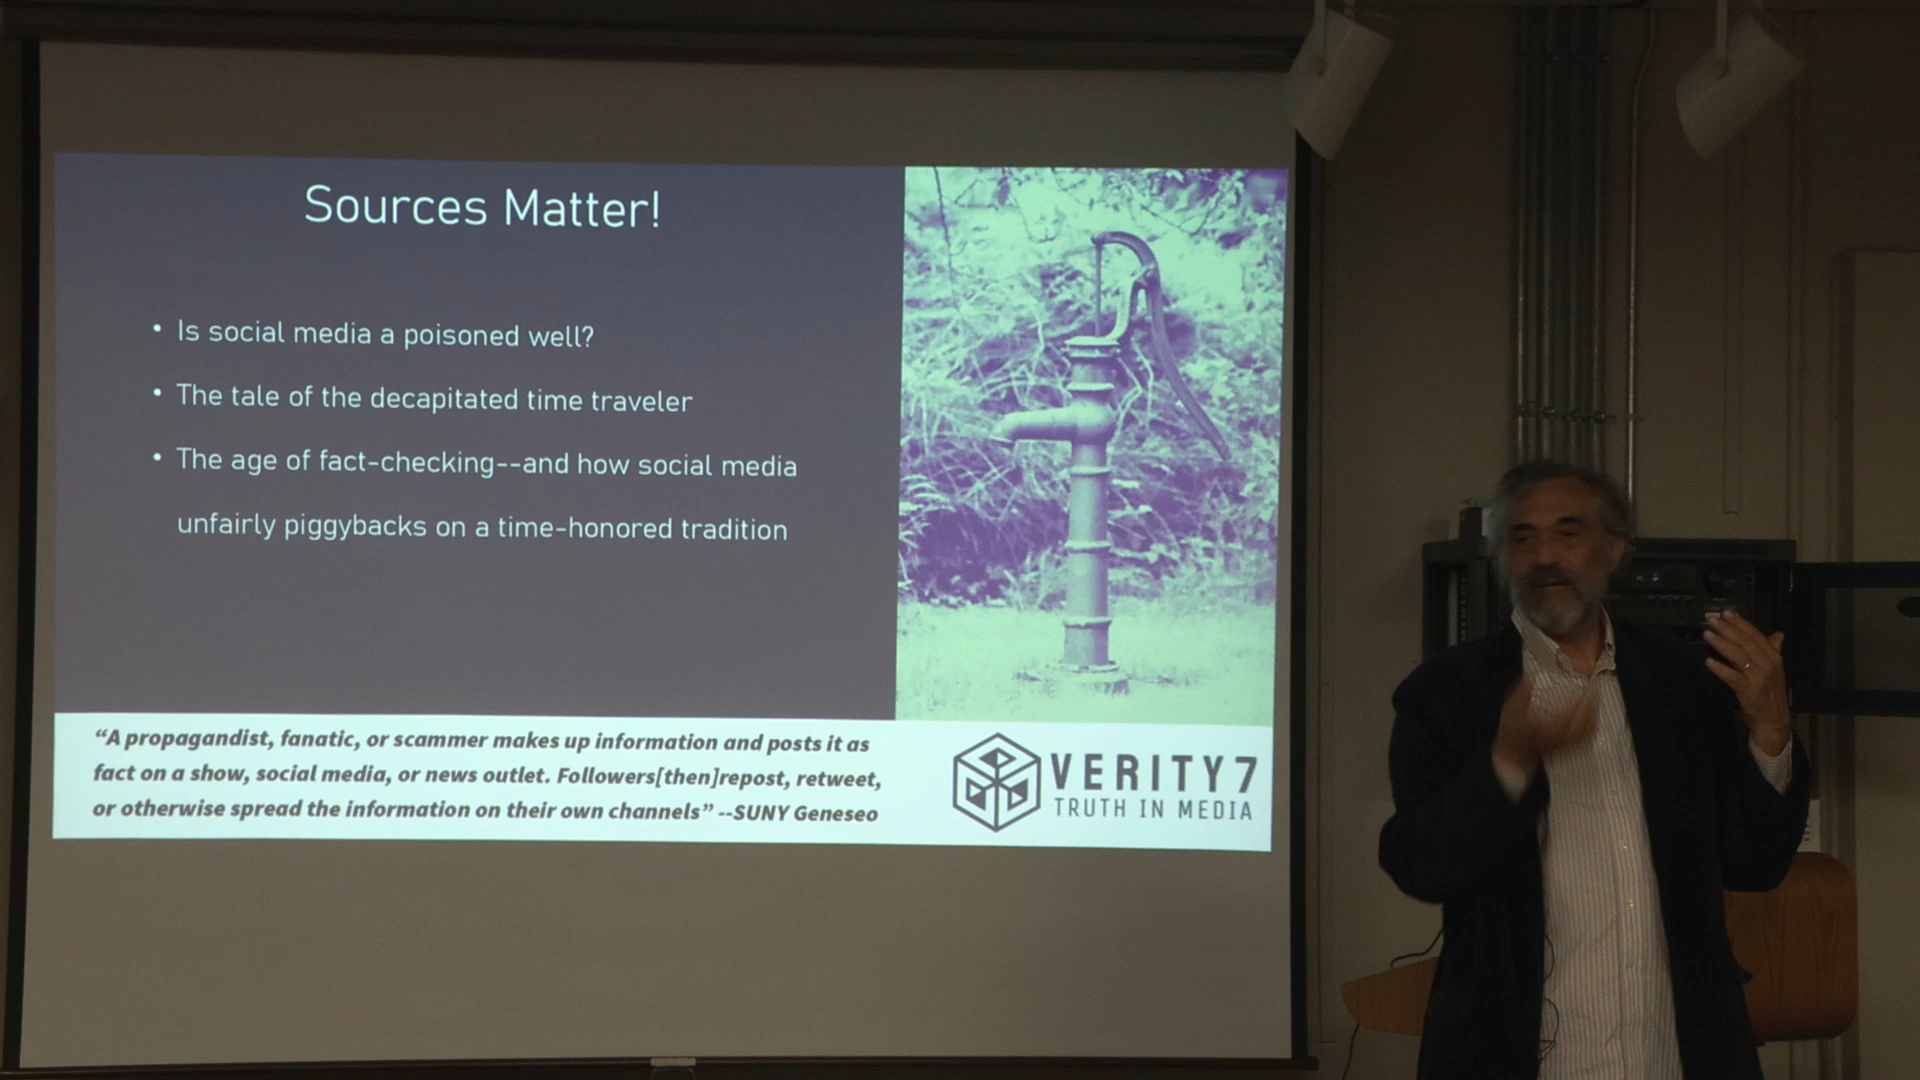 Sources Matter!
• Is social media a poisoned well?
• The tale of the decapitated time traveler
• The age of fact-checking--and how social media
unfairly piggybacks on a time-honored tradition
“A propagandist, fanatic, or scammer makes up information and posts it as
fact on a show, social media, or news outlet. Followers[then]repost, retweet,
or otherwise spread the information on their own channels” --SUNY Geneseo
VERITY7
TRUTH IN MEDIA